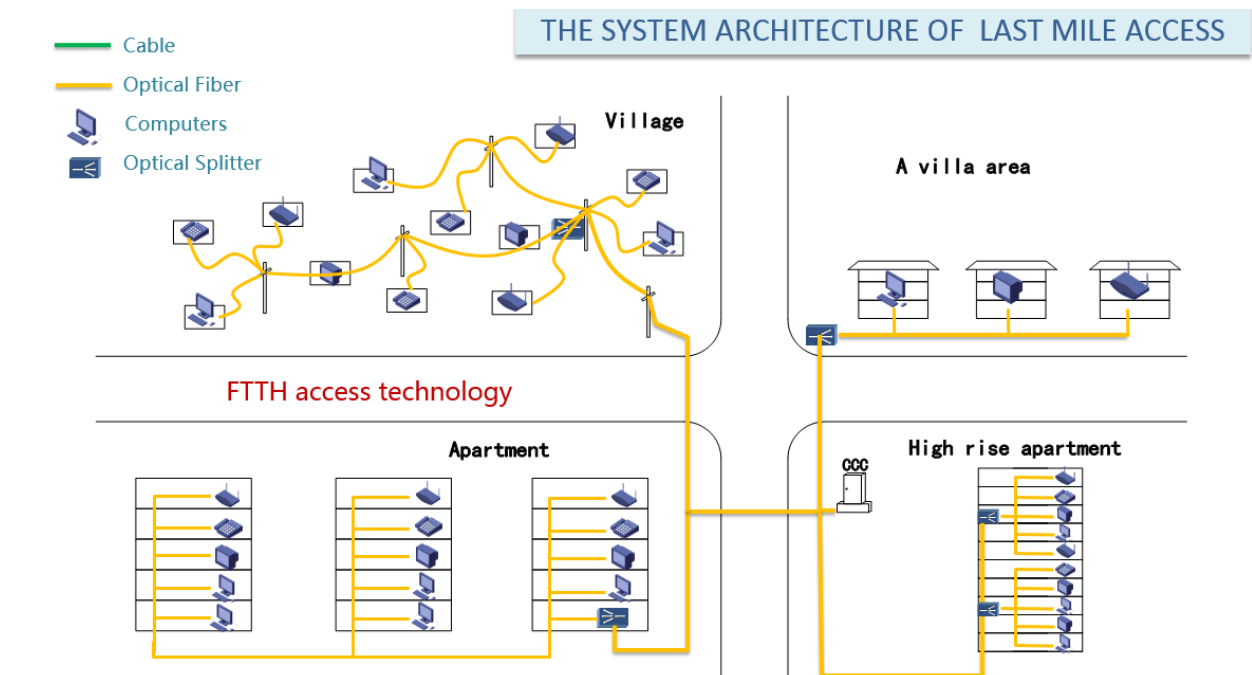 THE SYSTEM ARCHITECTURE OF LAST MILE ACCESS
Cable
Optical Fiber
Computers
Optical Splitter
Village
A villa area
FTTH access technology
Apartment
High rise apartment
CCC